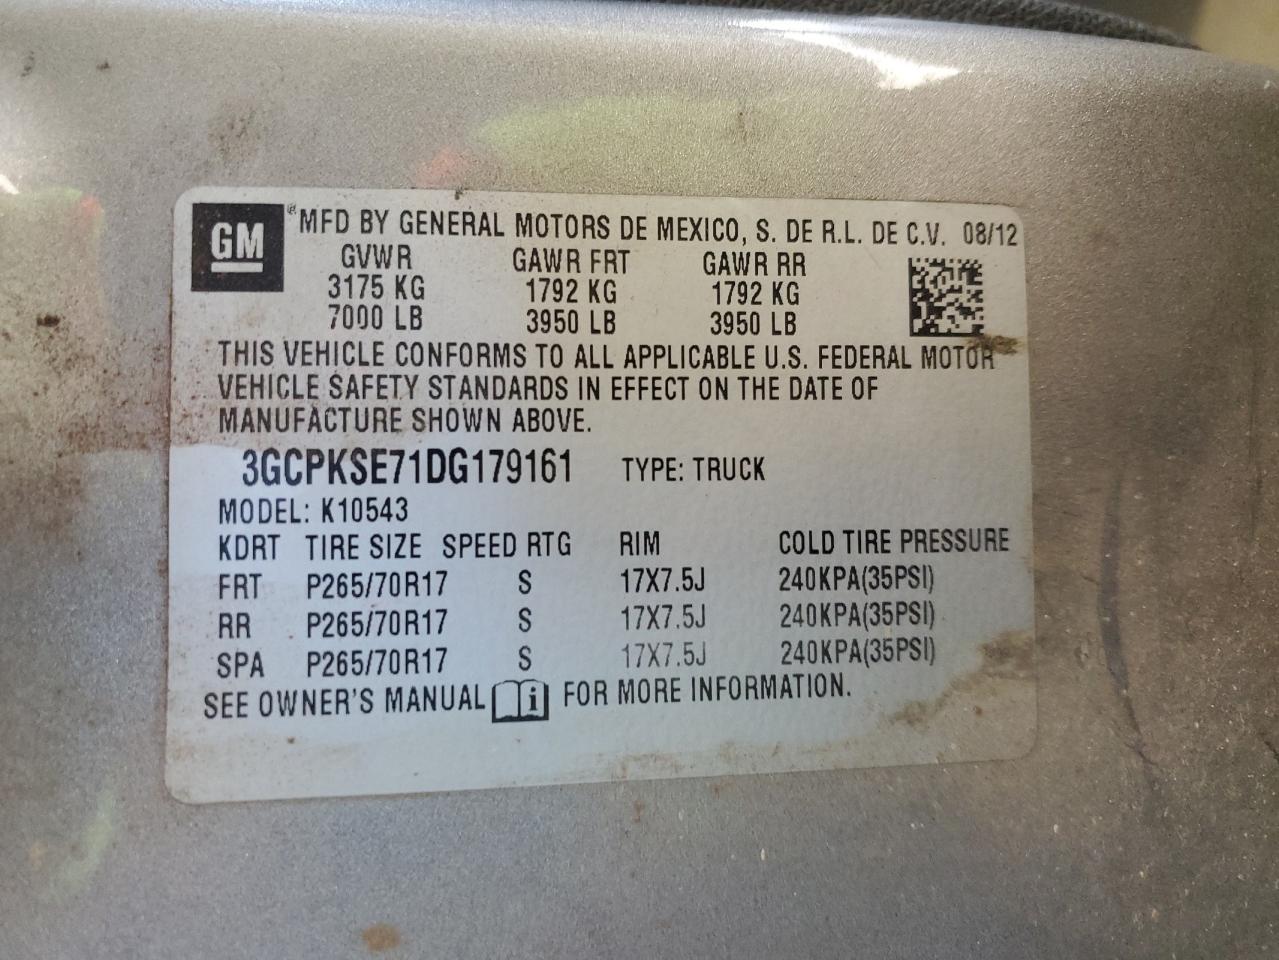 GM ® MFD BY GENERAL MOTORS DE MEXICO, S. DE R.L. DE C.V. 08/12
GVWR GAWR FRT GAWR RR
3175 KG 1792 KG 1792 KG
7000 LB 3950 LB 3950 LB
THIS VEHICLE CONFORMS TO ALL APPLICABLE U.S. FEDERAL MOTOR
VEHICLE SAFETY STANDARDS IN EFFECT ON THE DATE OF
MANUFACTURE SHOWN ABOVE.
3GCPKSE71DG179161 TYPE: TRUCK
MODEL: K10543
KDRT TIRE SIZE SPEED RTG RIM COLD TIRE PRESSURE
FRT P265/70R17 S 17X7.5J 240KPA(35PSI)
RR P265/70R17 S 17X7.5J 240KPA(35PSI)
SPA P265/70R17 S 17X7.5J 240KPA(35PSI)
SEE OWNER'S MANUAL i FOR MORE INFORMATION.